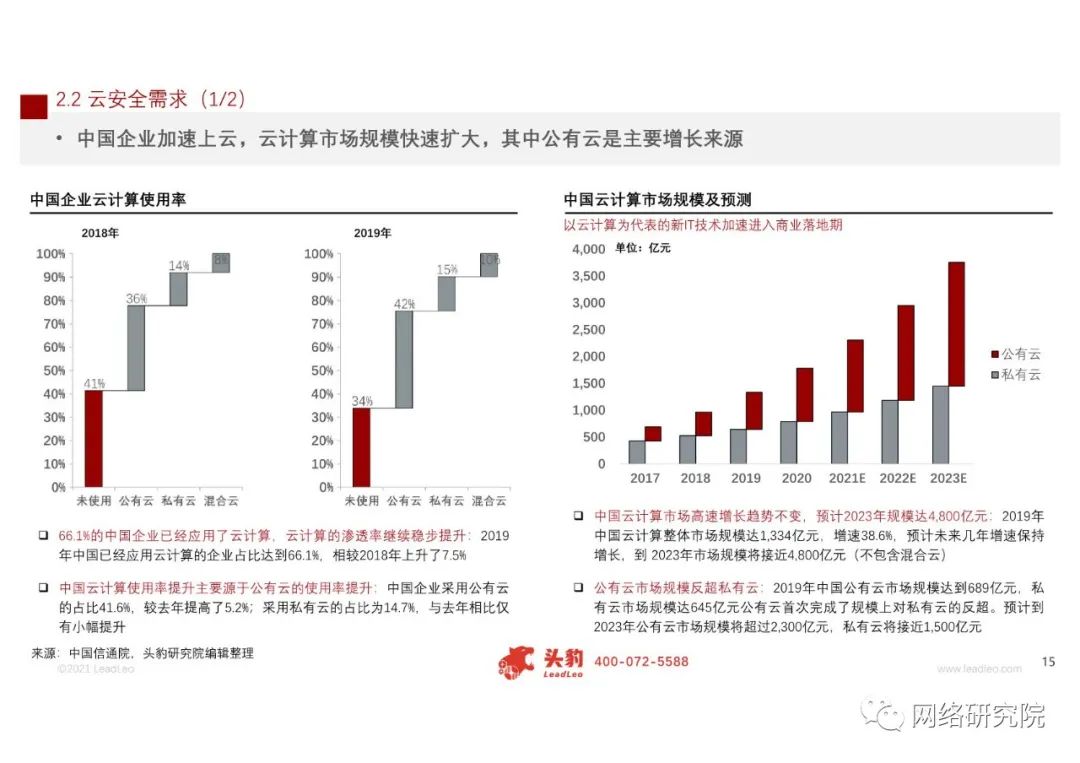 2.2 云安全需求（1/2）
• 中国企业加速上云，云计算市场规模快速扩大，其中公有云是主要增长来源
中国企业云计算使用率
2018年
100%
90%
80%
70%
60%
50%
40%
30%
20%
10%
0%
41%
36%
14%
8%
未使用 公有云 私有云 混合云
2019年
100%
90%
80%
70%
60%
50%
40%
30%
20%
10%
0%
34%
42%
15%
10%
未使用 公有云 私有云 混合云
❑ 66.1%的中国企业已经应用了云计算，云计算的渗透率继续稳步提升：2019
年中国已经应用云计算的企业占比达到66.1%，相较2018年上升了7.5%
❑ 中国云计算使用率提升主要源于公有云的使用率提升：中国企业采用公有云
的占比41.6%，较去年提高了5.2%；采用私有云的占比为14.7%，与去年相比仅
有小幅提升
中国云计算市场规模及预测
以云计算为代表的新IT技术加速进入商业落地期
单位：亿元
4,000
3,500
3,000
2,500
2,000
1,500
1,000
500
0
2017 2018 2019 2020 2021E 2022E 2023E
公有云
私有云
❑ 中国云计算市场高速增长趋势不变，预计2023年规模达4,800亿元：2019年
中国云计算整体市场规模达1,334亿元，增速38.6%，预计未来几年增速保持
增长，到 2023年市场将接近4,800亿元（不包含混合云）
❑ 公有云市场规模反超私有云：2019年中国公有云市场规模达到689亿元，私
有云市场规模达645亿元公有云首次完成了规模上对私有云的反超。预计到
2023年公有云市场规模将超过2,300亿元，私有云将接近1,500亿元
来源：中国信通院，头豹研究院编辑整理
©2021 LeadLeo
头豹
LeadLeo
400-072-5588
www.leadleo.com
15
网络研究院